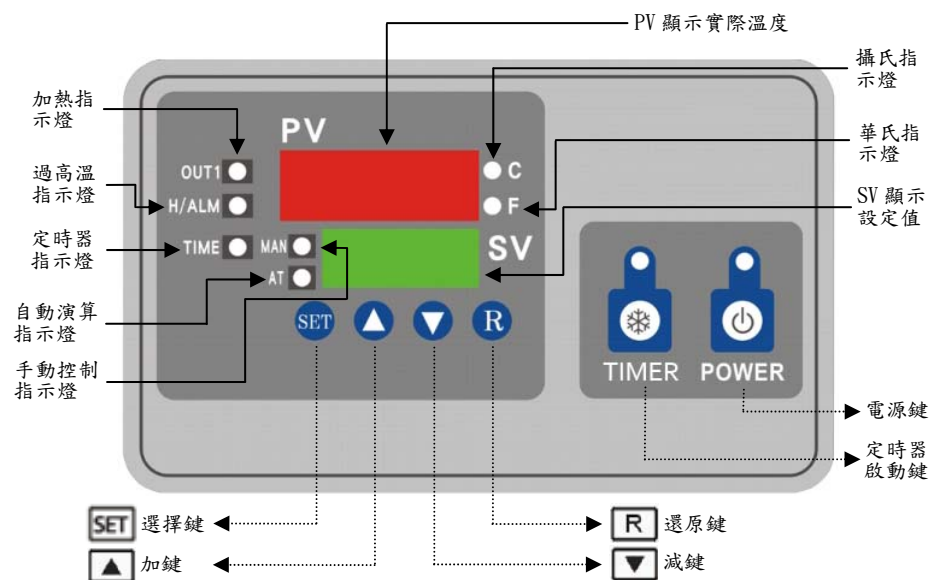 PV 顯示實際溫度
攝氏指
示燈
加熱指
示燈
PV
華氏指
示燈
OUT1
C
過高溫
指示燈
H/ALM
F
SV 顯示
設定值
定時器
指示燈
TIME
MAN
SV
AT
自動演算
指示燈
SET
R
手動控制
指示燈
TIMER
POWER
電源鍵
定時器
啟動鍵
SET 選擇鍵
R 還原鍵
▲ 加鍵
▼ 減鍵